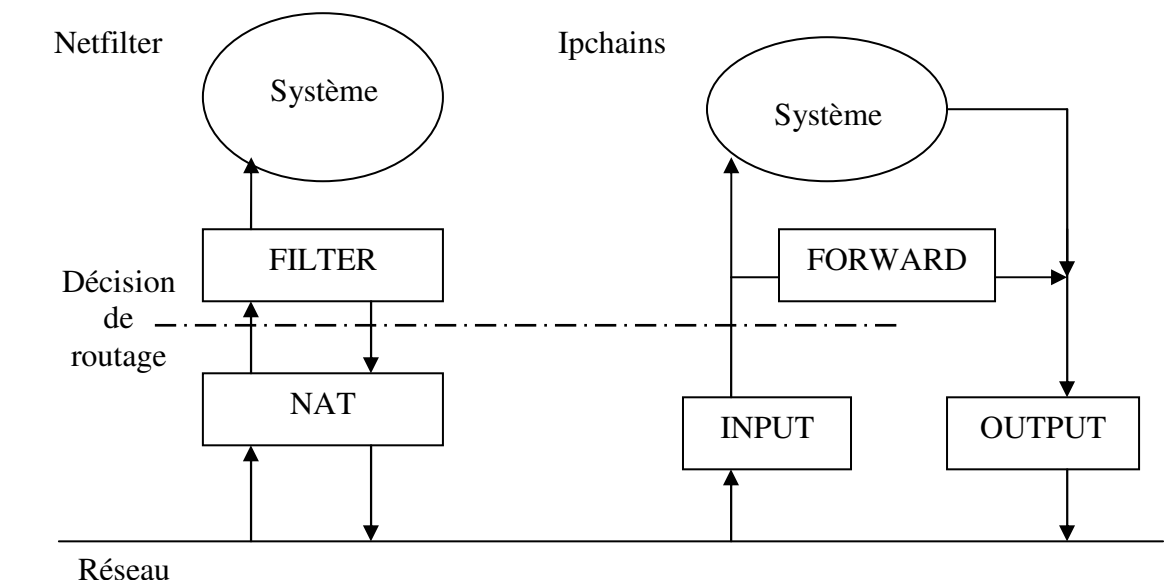 Netfilter
Ipchains
Système
Système
FILTER
FORWARD
Décision
de
routage
NAT
INPUT
OUTPUT
Réseau